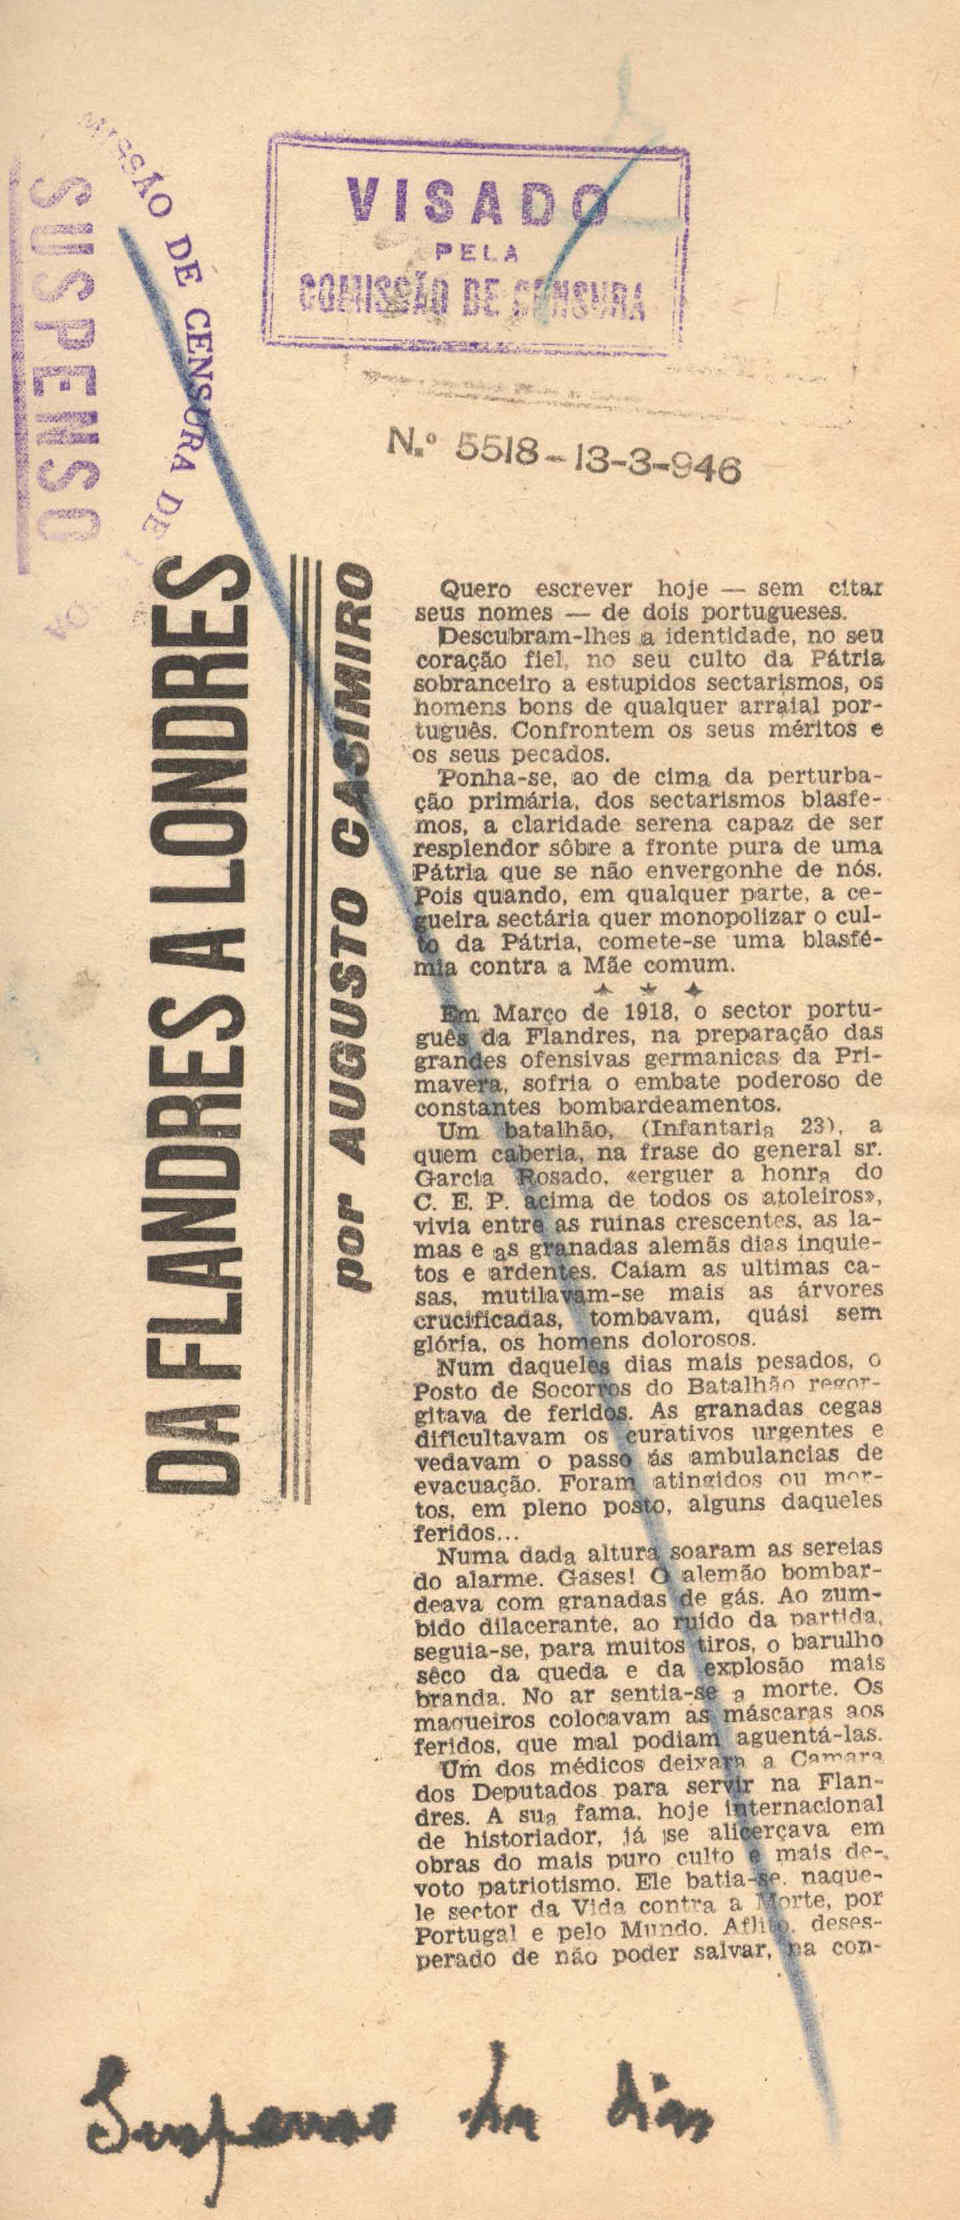 VISADO
PELA
COMISSÃO DE CENSURA
SUSPENSO
MISSÃO DE CENSURA DE
N.º 5518-13-3-946
DA FLANDRES A LONDRES
por AUGUSTO CASIMIRO
Quero escrever hoje — sem citar
seus nomes — de dois portugueses.
Descubram-lhes a identidade, no seu
coração fiel, no seu culto da Pátria
sobranceiro a estupidos sectarismos, os
homens bons de qualquer arraial por-
tuguês. Confrontem os seus méritos e
os seus pecados.
Ponha-se, ao de cima da perturba-
ção primária, dos sectarismos blasfe-
mos, a claridade serena capaz de ser
resplendor sôbre a fronte pura de uma
Pátria que se não envergonhe de nós.
Pois quando, em qualquer parte, a ce-
gueira sectária quer monopolizar o cul-
to da Pátria, comete-se uma blasfé-
mia contra a Mãe comum.
* * *
Em Março de 1918, o sector portu-
guês da Flandres, na preparação das
grandes ofensivas germanicas da Pri-
mavera, sofria o embate poderoso de
constantes bombardeamentos.
Um batalhão, (Infantaria 23), a
quem caberia, na frase do general sr.
Garcia Rosado, «erguer a honra do
C. E. P. acima de todos os atoleiros»,
vivia entre as ruinas crescentes, as la-
mas e as granadas alemãs dias inquie-
tos e ardentes. Caiam as ultimas ca-
sas, mutilavam-se mais as árvores
crucificadas, tombavam, quási sem
glória, os homens dolorosos.
Num daqueles dias mais pesados, o
Posto de Socorros do Batalhão regor-
gitava de feridos. As granadas cegas
dificultavam os curativos urgentes e
vedavam o passo ás ambulancias de
evacuação. Foram atingidos ou mor-
tos, em pleno posto, alguns daqueles
feridos...
Numa dada altura soaram as sereias
do alarme. Gases! O alemão bombar-
deava com granadas de gás. Ao zum-
bido dilacerante, ao ruido da partida,
seguia-se, para muitos tiros, o barulho
sêco da queda e da explosão mais
branda. No ar sentia-se a morte. Os
maqueiros colocavam as máscaras aos
feridos, que mal podiam aguentá-las.
Um dos médicos deixara a Camara
dos Deputados para servir na Flan-
dres. A sua fama, hoje internacional
de historiador, já se alicerçava em
obras do mais puro culto e mais de-
voto patriotismo. Ele batia-se, naque-
le sector da Vida contra a Morte, por
Portugal e pelo Mundo. Aflito, deses-
perado de não poder salvar, na con-
Suspenso